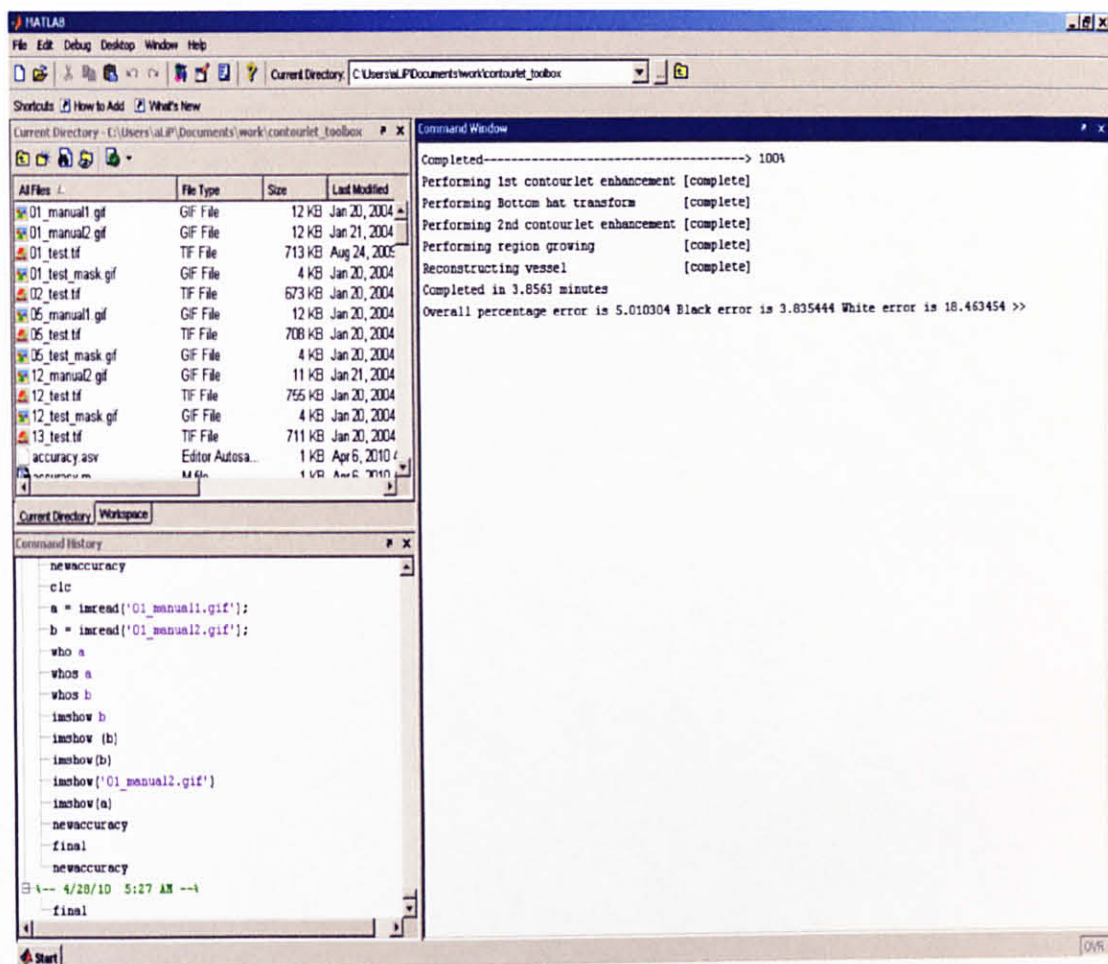 MATLAB
File Edit Debug Desktop Window Help
Current Directory: C:\Users\aLiP\Documents\work\contourlet_toolbox
Shortcuts How to Add What's New
Current Directory - C:\Users\aLiP\Documents\work\contourlet_toolbox
All Files File Type Size Last Modified
01_manual1.gif GIF File 12 KB Jan 20, 2004
01_manual2.gif GIF File 12 KB Jan 21, 2004
01_test.tif TIF File 713 KB Aug 24, 2009
01_test_mask.gif GIF File 4 KB Jan 20, 2004
02_test.tif TIF File 673 KB Jan 20, 2004
05_manual1.gif GIF File 12 KB Jan 20, 2004
05_test.tif TIF File 708 KB Jan 20, 2004
05_test_mask.gif GIF File 4 KB Jan 20, 2004
12_manual2.gif GIF File 11 KB Jan 21, 2004
12_test.tif TIF File 755 KB Jan 20, 2004
12_test_mask.gif GIF File 4 KB Jan 20, 2004
13_test.tif TIF File 711 KB Jan 20, 2004
accuracy.asv Editor Autosa... 1 KB Apr 6, 2010
accuracy.m M-file 1 KB Apr 6, 2010
Current Directory Workspace
Command History
newaccuracy
clc
a = imread('01_manual1.gif');
b = imread('01_manual2.gif');
who a
whos a
whos b
imshow b
imshow (b)
imshow(b)
imshow('01_manual2.gif')
imshow(a)
newaccuracy
final
newaccuracy
%-- 4/28/10 5:27 AM --%
final
Start
Command Window
Completed--------------------------------------> 100%
Performing 1st contourlet enhancement [complete]
Performing Bottom hat transform [complete]
Performing 2nd contourlet enhancement [complete]
Performing region growing [complete]
Reconstructing vessel [complete]
Completed in 3.8563 minutes
Overall percentage error is 5.010304 Black error is 3.835444 White error is 18.463454 >>
OVR